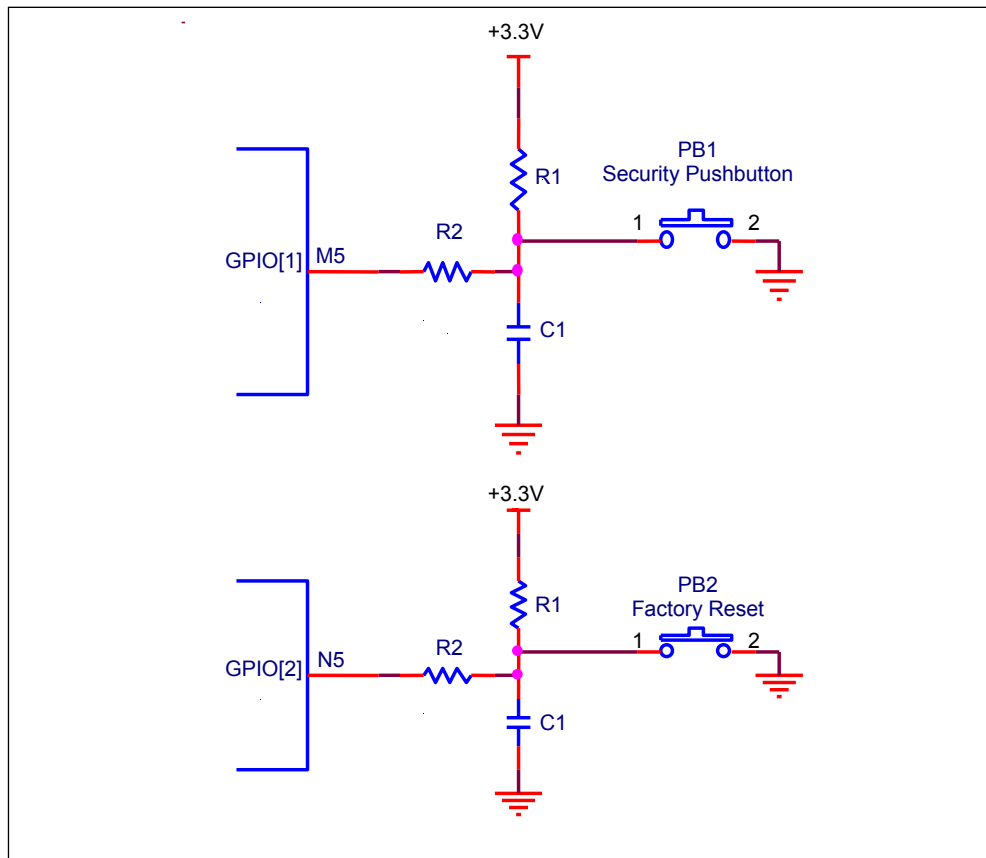 +3.3V
R1
PB1
Security Pushbutton
1 2
R2
GPIO[1] M5
C1
+3.3V
R1
PB2
Factory Reset
1 2
R2
GPIO[2] N5
C1